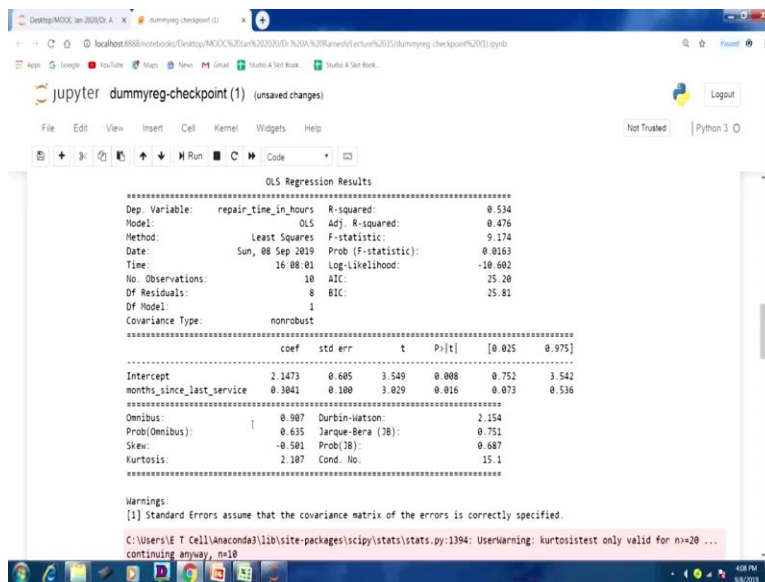 Desktop/MOOC Jan 2020/Dr. A. dummyreg-checkpoint (1)
localhost:8888/notebooks/Desktop/MOOC%20Jan%202020/Dr.%20A.%20Ramesh/Lecture%2035/dummyreg checkpoint%20(1).ipynb Paused
Apps Google YouTube Maps News Gmail Studio A Slot Book... Studio A Slot Book...
jupyter dummyreg-checkpoint (1) (unsaved changes) Logout
File Edit View Insert Cell Kernel Widgets Help Not Trusted Python 3 O
Run Code
OLS Regression Results
Dep. Variable: repair_time_in_hours R-squared: 0.534
Model: OLS Adj. R-squared: 0.476
Method: Least Squares F-statistic: 9.174
Date: Sun, 08 Sep 2019 Prob (F-statistic): 0.0163
Time: 16:08:01 Log-Likelihood: -10.602
No. Observations: 10 AIC: 25.20
Df Residuals: 8 BIC: 25.81
Df Model: 1
Covariance Type: nonrobust
coef std err t P>|t| [0.025 0.975]
Intercept 2.1473 0.605 3.549 0.008 0.752 3.542
months_since_last_service 0.3041 0.100 3.029 0.016 0.073 0.536
Omnibus: 0.907 Durbin-Watson: 2.154
Prob(Omnibus): 0.635 Jarque-Bera (JB): 0.751
Skew: -0.501 Prob(JB): 0.687
Kurtosis: 2.107 Cond. No. 15.1
Warnings:
[1] Standard Errors assume that the covariance matrix of the errors is correctly specified.
C:\Users\E T Cell\Anaconda3\lib\site-packages\scipy\stats\stats.py:1394: UserWarning: kurtosistest only valid for n>=20 ...
continuing anyway, n=10
4:08 PM
9/8/2019